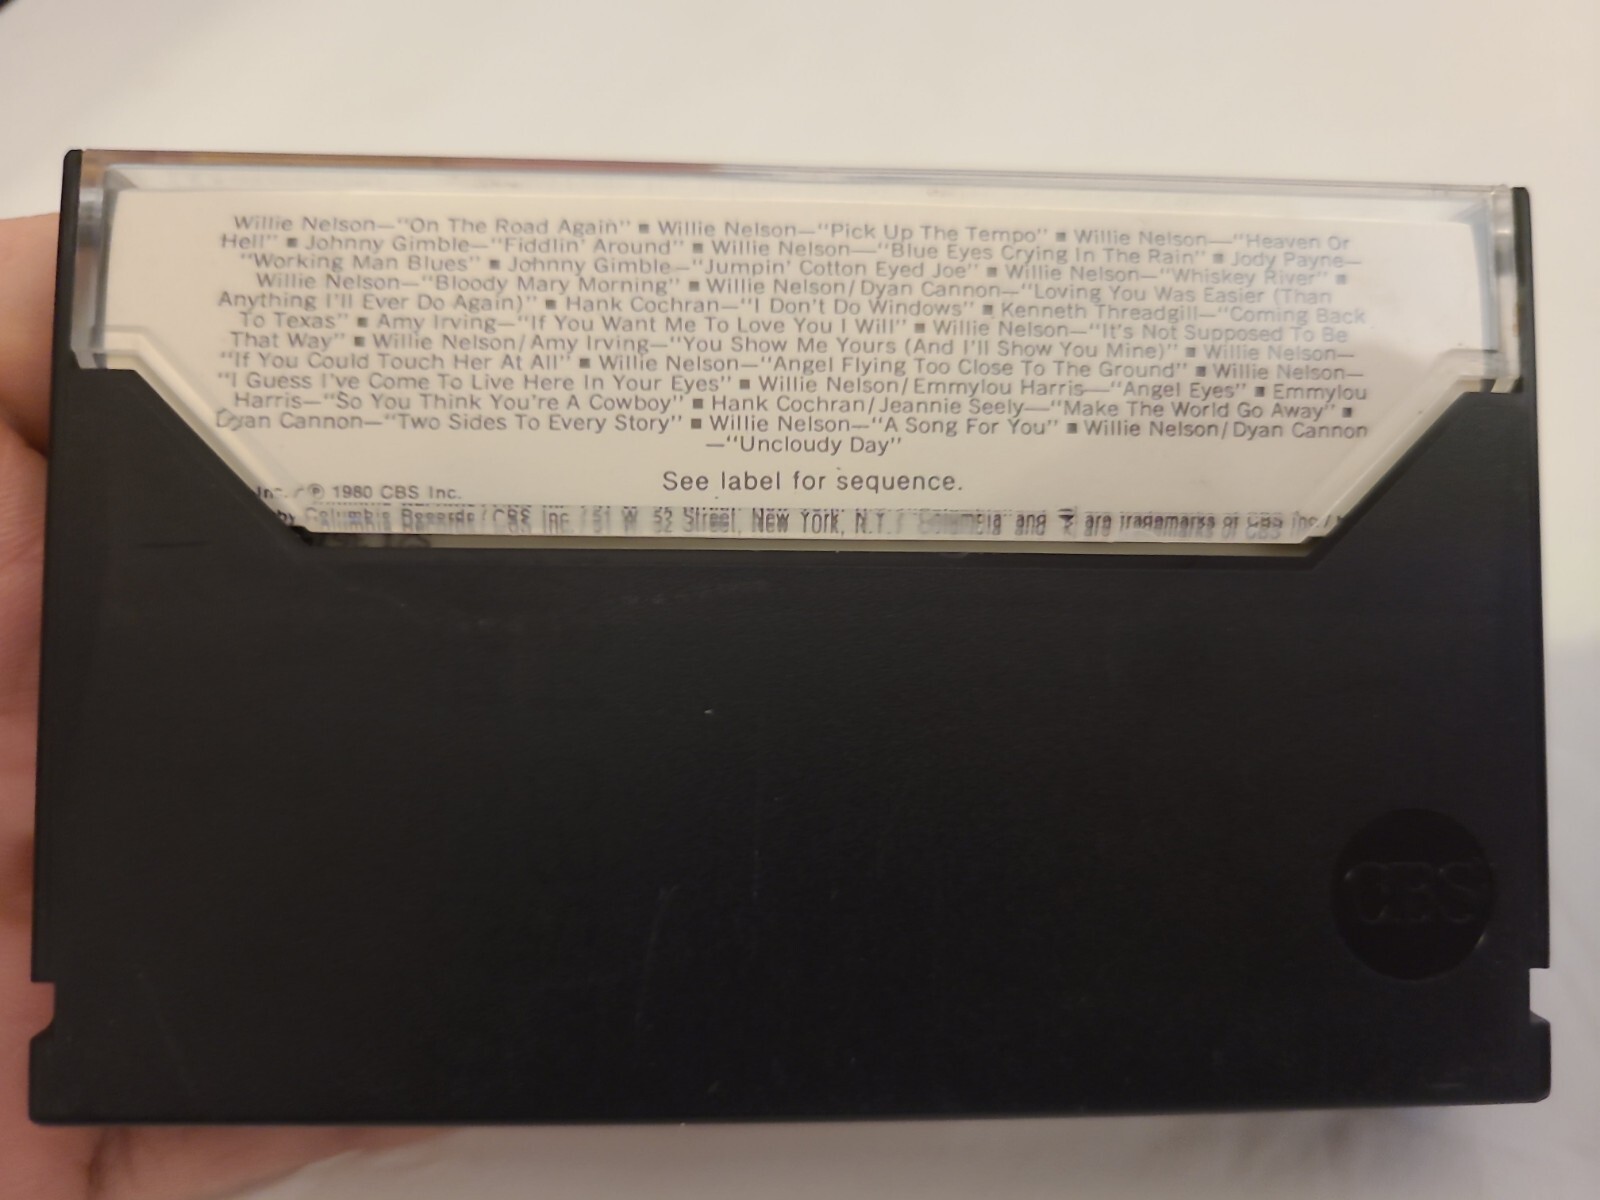 Willie Nelson—"On The Road Again" ■ Willie Nelson—"Pick Up The Tempo" ■ Willie Nelson—"Heaven Or
Hell" ■ Johnny Gimble—"Fiddlin' Around" ■ Willie Nelson—"Blue Eyes Crying In The Rain" ■ Jody Payne—
"Working Man Blues" ■ Johnny Gimble—"Jumpin' Cotton Eyed Joe" ■ Willie Nelson—"Whiskey River" ■
Willie Nelson—"Bloody Mary Morning" ■ Willie Nelson/Dyan Cannon—"Loving You Was Easier (Than
Anything I'll Ever Do Again)" ■ Hank Cochran—"I Don't Do Windows" ■ Kenneth Threadgill—"Coming Back
To Texas" ■ Amy Irving—"If You Want Me To Love You I Will" ■ Willie Nelson—"It's Not Supposed To Be
That Way" ■ Willie Nelson/Amy Irving—"You Show Me Yours (And I'll Show You Mine)" ■ Willie Nelson—
"If You Could Touch Her At All" ■ Willie Nelson—"Angel Flying Too Close To The Ground" ■ Willie Nelson—
"I Guess I've Come To Live Here In Your Eyes" ■ Willie Nelson/Emmylou Harris—"Angel Eyes" ■ Emmylou
Harris—"So You Think You're A Cowboy" ■ Hank Cochran/Jeannie Seely—"Make The World Go Away" ■
Dyan Cannon—"Two Sides To Every Story" ■ Willie Nelson—"A Song For You" ■ Willie Nelson/Dyan Cannon
—"Uncloudy Day"
See label for sequence.
Inc. / ℗ 1980 CBS Inc.
by Columbia Records / CBS Inc. / 51 W. 52 Street, New York, N.Y. / "Columbia" and are trademarks of CBS Inc. /
CBS